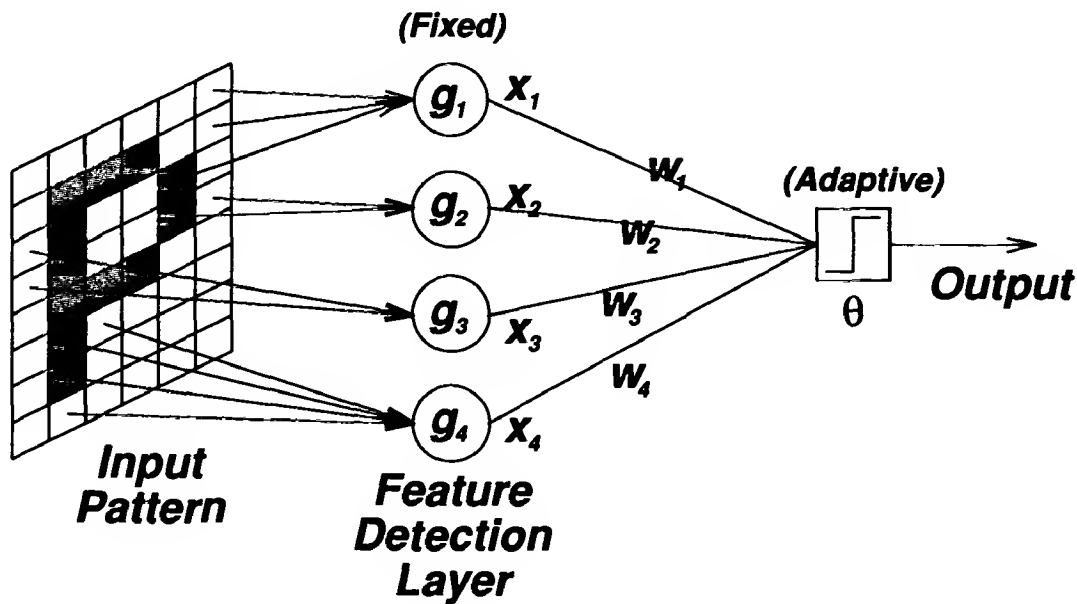 (Fixed)
g₁
x₁
w₁
(Adaptive)
g₂
x₂
w₂
Output
θ
g₃
x₃
w₃
g₄
x₄
w₄
Input
Pattern
Feature
Detection
Layer